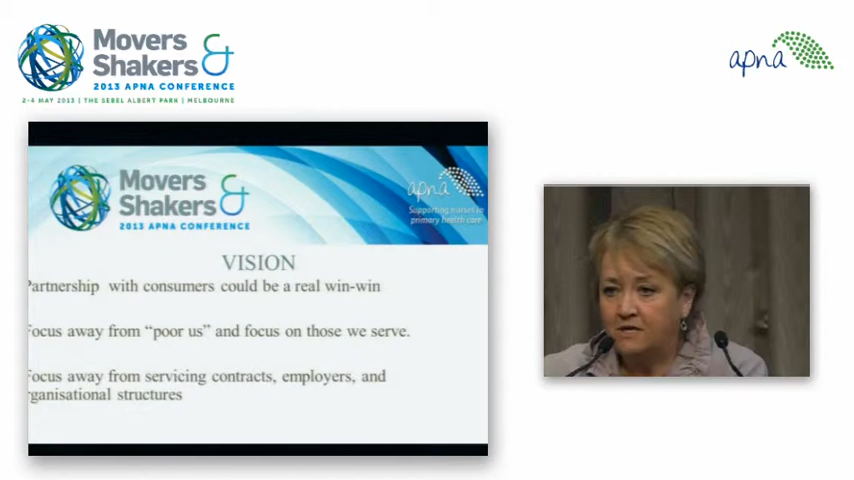 Movers
Shakers &
2013 APNA CONFERENCE
2-4 MAY 2013 | THE SEBEL ALBERT PARK | MELBOURNE
apna
Movers
Shakers &
2013 APNA CONFERENCE
apna
Supporting nurses in
primary health care
VISION
Partnership with consumers could be a real win-win
Focus away from “poor us” and focus on those we serve.
Focus away from servicing contracts, employers, and
rganisational structures